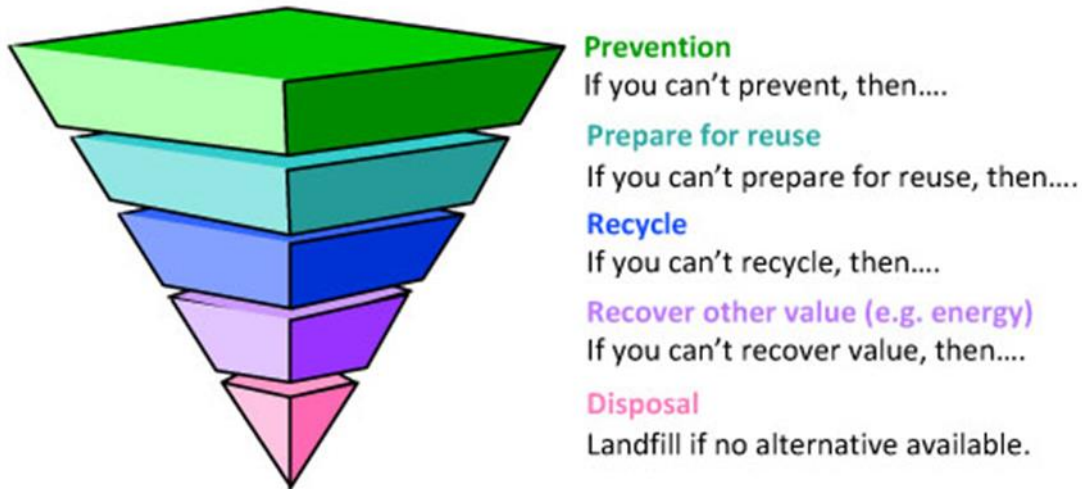 Prevention
If you can't prevent, then....
Prepare for reuse
If you can't prepare for reuse, then....
Recycle
If you can't recycle, then....
Recover other value (e.g. energy)
If you can't recover value, then....
Disposal
Landfill if no alternative available.